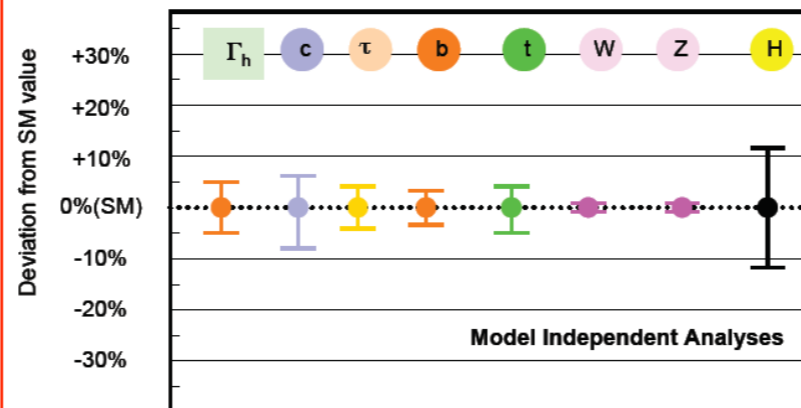 Deviation from SM value
+30%
+20%
+10%
0%(SM)
-10%
-20%
-30%
Γh c τ b t W Z H
Model Independent Analyses